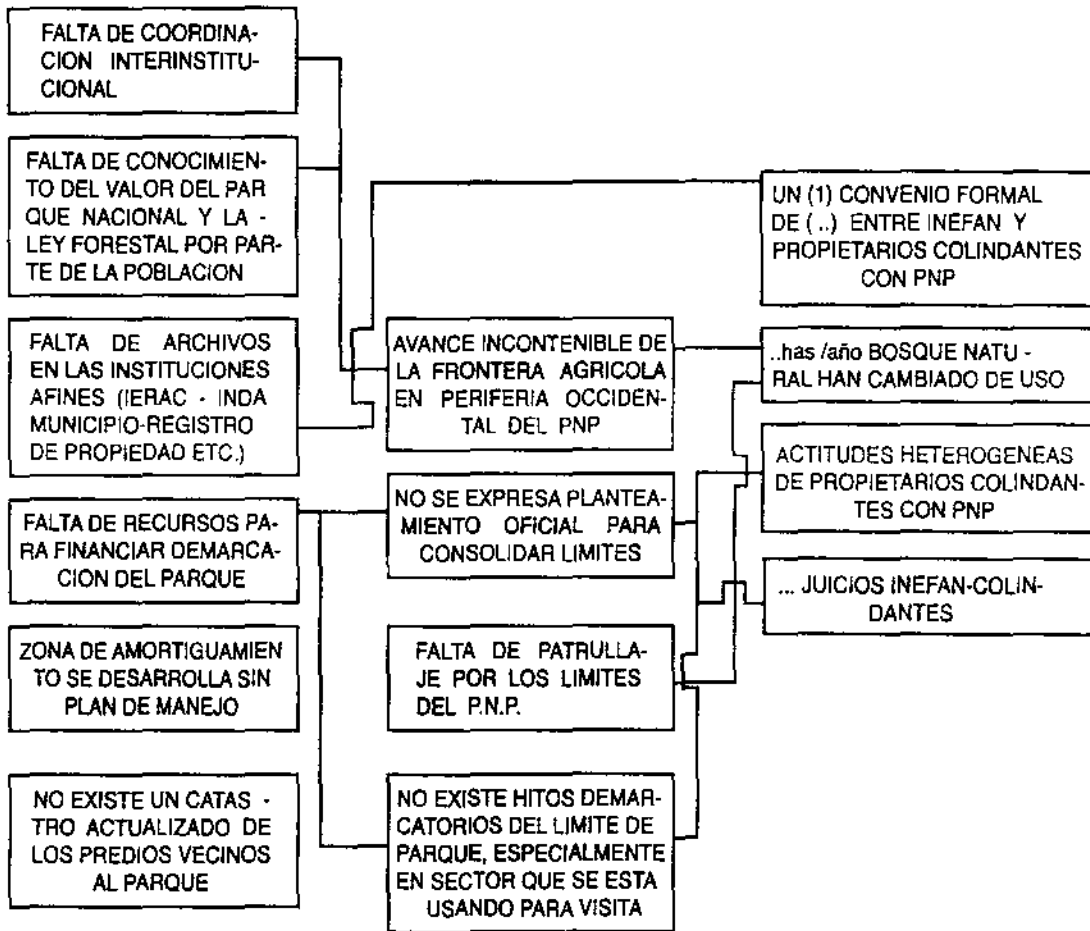 FALTA DE COORDINA-
CION INTERINSTITU-
CIONAL
FALTA DE CONOCIMIEN-
TO DEL VALOR DEL PAR
QUE NACIONAL Y LA -
LEY FORESTAL POR PAR-
TE DE LA POBLACION
FALTA DE ARCHIVOS
EN LAS INSTITUCIONES
AFINES (IERAC - INDA
MUNICIPIO-REGISTRO
DE PROPIEDAD ETC.)
FALTA DE RECURSOS PA-
RA FINANCIAR DEMARCA-
CION DEL PARQUE
ZONA DE AMORTIGUAMIEN
TO SE DESARROLLA SIN
PLAN DE MANEJO
NO EXISTE UN CATAS -
TRO ACTUALIZADO DE
LOS PREDIOS VECINOS
AL PARQUE
AVANCE INCONTENIBLE DE
LA FRONTERA AGRICOLA
EN PERIFERIA OCCIDEN-
TAL DEL PNP
NO SE EXPRESA PLANTEA-
MIENTO OFICIAL PARA
CONSOLIDAR LIMITES
FALTA DE PATRULLA-
JE POR LOS LIMITES
DEL P.N.P.
NO EXISTE HITOS DEMAR-
CATORIOS DEL LIMITE DE
PARQUE, ESPECIALMENTE
EN SECTOR QUE SE ESTA
USANDO PARA VISITA
UN (1) CONVENIO FORMAL
DE (..) ENTRE INEFAN Y
PROPIETARIOS COLINDANTES
CON PNP
..has /año BOSQUE NATU -
RAL HAN CAMBIADO DE USO
ACTITUDES HETEROGENEAS
DE PROPIETARIOS COLINDAN-
TES CON PNP
... JUICIOS INEFAN-COLIN-
DANTES